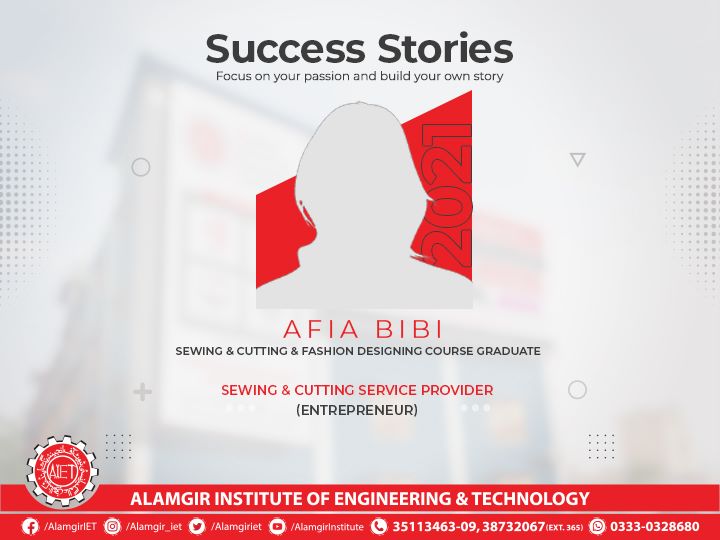 Success Stories
Focus on your passion and build your own story
2021
AFIA BIBI
SEWING & CUTTING & FASHION DESIGNING COURSE GRADUATE
SEWING & CUTTING SERVICE PROVIDER
(ENTREPRENEUR)
AIET
ALAMGIR INSTITUTE OF ENGINEERING & TECHNOLOGY
/AlamgirIET /Alamgir_iet /Alamgiriet /AlamgirInstitute 35113463-09, 38732067(EXT. 365) 0333-0328680